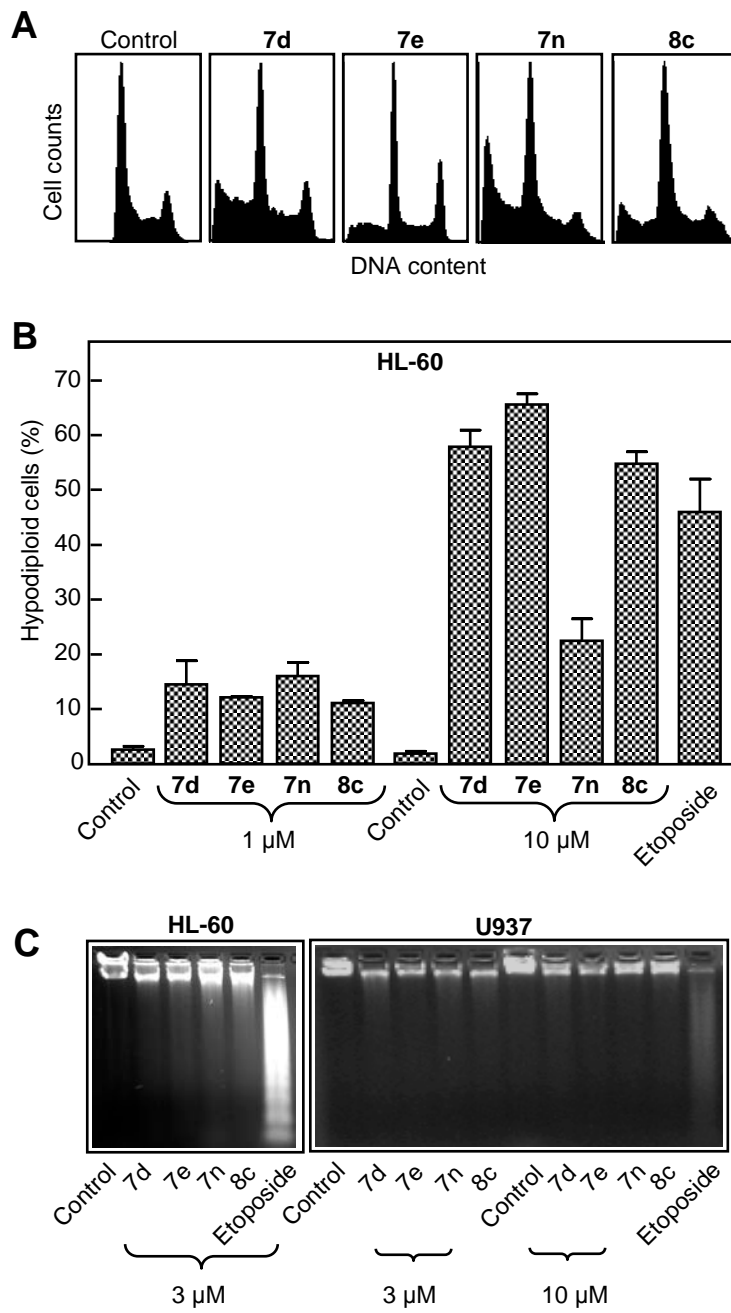 A
Control 7d 7e 7n 8c
Cell counts
DNA content
B
HL-60
Hypodiploid cells (%)
70
60
50
40
30
20
10
0
Control 7d 7e 7n 8c Control 7d 7e 7n 8c Etoposide
1 µM 10 µM
C
HL-60 U937
Control 7d 7e 7n 8c Etoposide Control 7d 7e 7n 8c Control 7d 7e 7n 8c Etoposide
3 µM 3 µM 10 µM